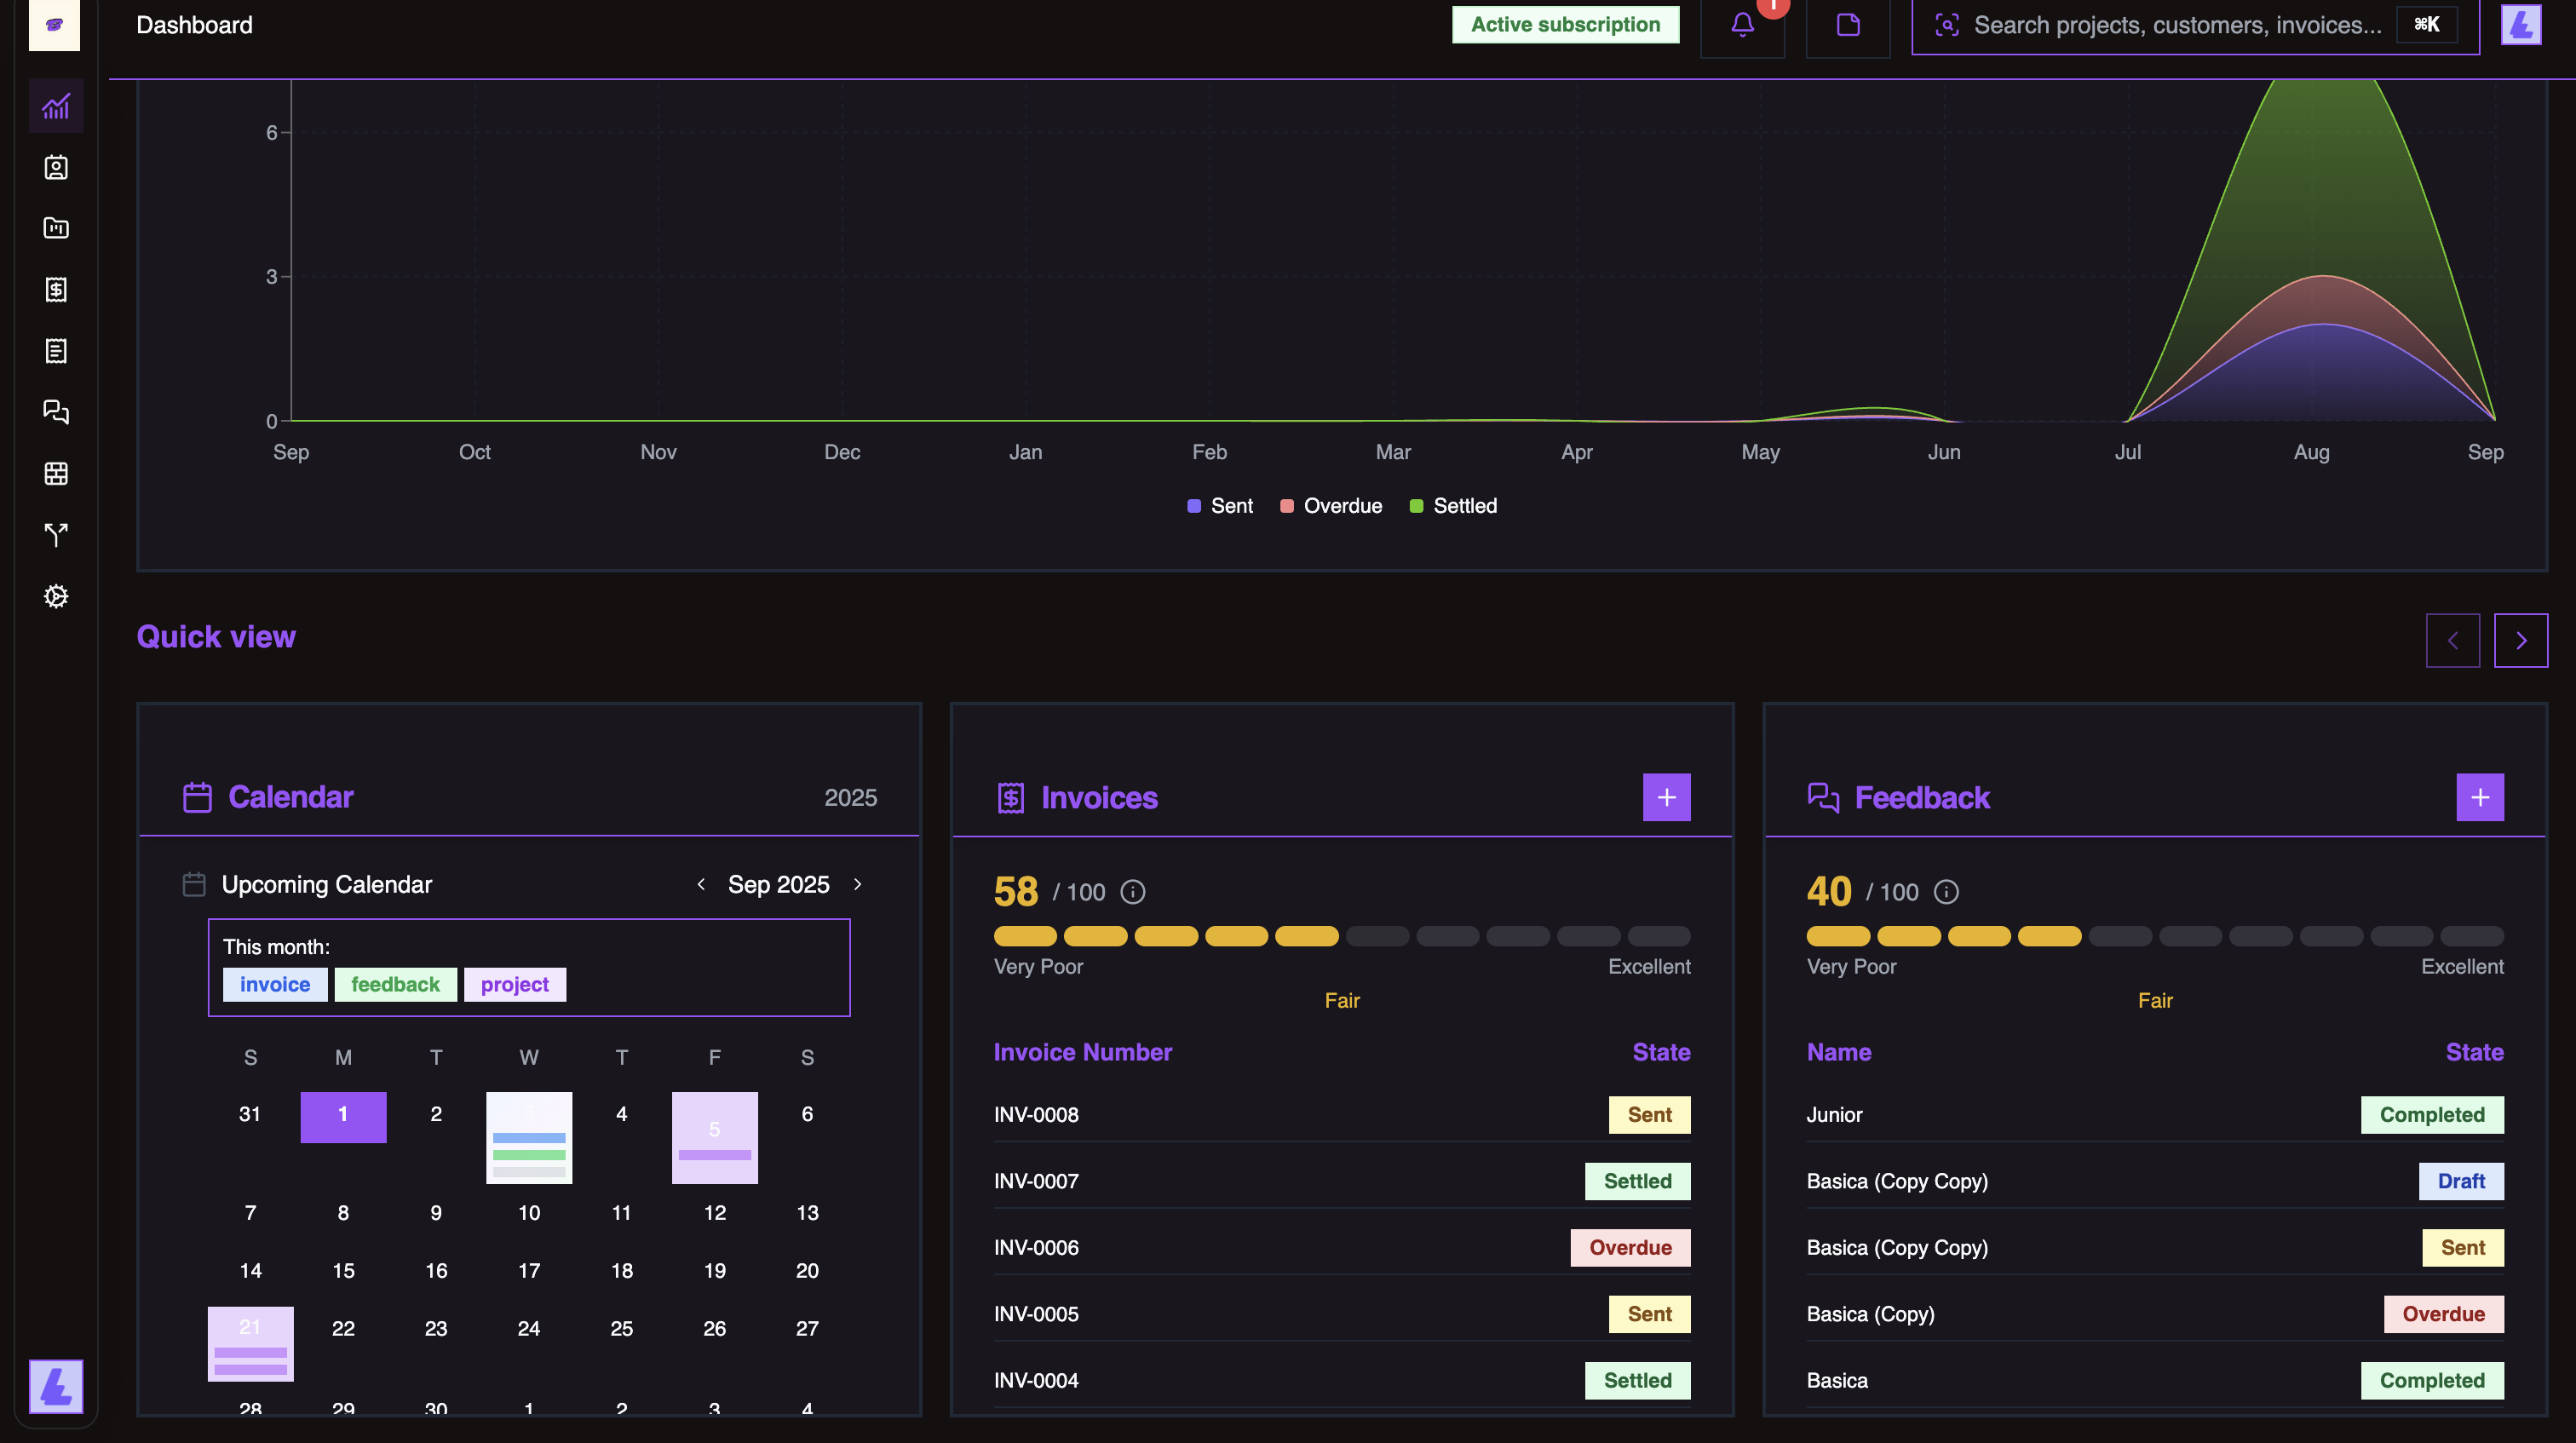 Dashboard
Active subscription
Search projects, customers, invoices...
⌘K
6
3
0
Sep Oct Nov Dec Jan Feb Mar Apr May Jun Jul Aug Sep
Sent Overdue Settled
Quick view
Calendar
2025
Upcoming Calendar
Sep 2025
This month:
invoice feedback project
S M T W T F S
31 1 2 3 4 5 6
7 8 9 10 11 12 13
14 15 16 17 18 19 20
21 22 23 24 25 26 27
28 29 30 1 2 3 4
Invoices
+
58 / 100
Very Poor Excellent
Fair
Invoice Number State
INV-0008 Sent
INV-0007 Settled
INV-0006 Overdue
INV-0005 Sent
INV-0004 Settled
Feedback
+
40 / 100
Very Poor Excellent
Fair
Name State
Junior Completed
Basica (Copy Copy) Draft
Basica (Copy Copy) Sent
Basica (Copy) Overdue
Basica Completed